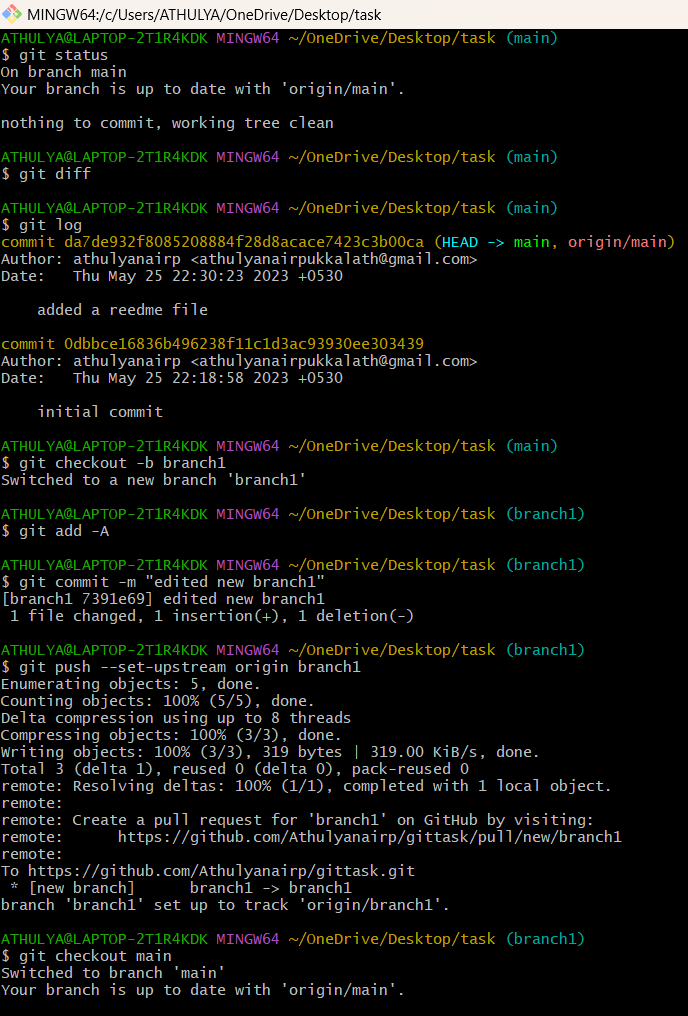 MINGW64:/c/Users/ATHULYA/OneDrive/Desktop/task
ATHULYA@LAPTOP-2T1R4KDK MINGW64 ~/OneDrive/Desktop/task (main)
$ git status
On branch main
Your branch is up to date with 'origin/main'.
nothing to commit, working tree clean
ATHULYA@LAPTOP-2T1R4KDK MINGW64 ~/OneDrive/Desktop/task (main)
$ git diff
ATHULYA@LAPTOP-2T1R4KDK MINGW64 ~/OneDrive/Desktop/task (main)
$ git log
commit da7de932f8085208884f28d8acace7423c3b00ca (HEAD -> main, origin/main)
Author: athulyanairp <athulyanairpukkalath@gmail.com>
Date:   Thu May 25 22:30:23 2023 +0530
    added a reedme file
commit 0dbbce16836b496238f11c1d3ac93930ee303439
Author: athulyanairp <athulyanairpukkalath@gmail.com>
Date:   Thu May 25 22:18:58 2023 +0530
    initial commit
ATHULYA@LAPTOP-2T1R4KDK MINGW64 ~/OneDrive/Desktop/task (main)
$ git checkout -b branch1
Switched to a new branch 'branch1'
ATHULYA@LAPTOP-2T1R4KDK MINGW64 ~/OneDrive/Desktop/task (branch1)
$ git add -A
ATHULYA@LAPTOP-2T1R4KDK MINGW64 ~/OneDrive/Desktop/task (branch1)
$ git commit -m "edited new branch1"
[branch1 7391e69] edited new branch1
 1 file changed, 1 insertion(+), 1 deletion(-)
ATHULYA@LAPTOP-2T1R4KDK MINGW64 ~/OneDrive/Desktop/task (branch1)
$ git push --set-upstream origin branch1
Enumerating objects: 5, done.
Counting objects: 100% (5/5), done.
Delta compression using up to 8 threads
Compressing objects: 100% (3/3), done.
Writing objects: 100% (3/3), 319 bytes | 319.00 KiB/s, done.
Total 3 (delta 1), reused 0 (delta 0), pack-reused 0
remote: Resolving deltas: 100% (1/1), completed with 1 local object.
remote:
remote: Create a pull request for 'branch1' on GitHub by visiting:
remote:      https://github.com/Athulyanairp/gittask/pull/new/branch1
remote:
To https://github.com/Athulyanairp/gittask.git
 * [new branch]      branch1 -> branch1
branch 'branch1' set up to track 'origin/branch1'.
ATHULYA@LAPTOP-2T1R4KDK MINGW64 ~/OneDrive/Desktop/task (branch1)
$ git checkout main
Switched to branch 'main'
Your branch is up to date with 'origin/main'.